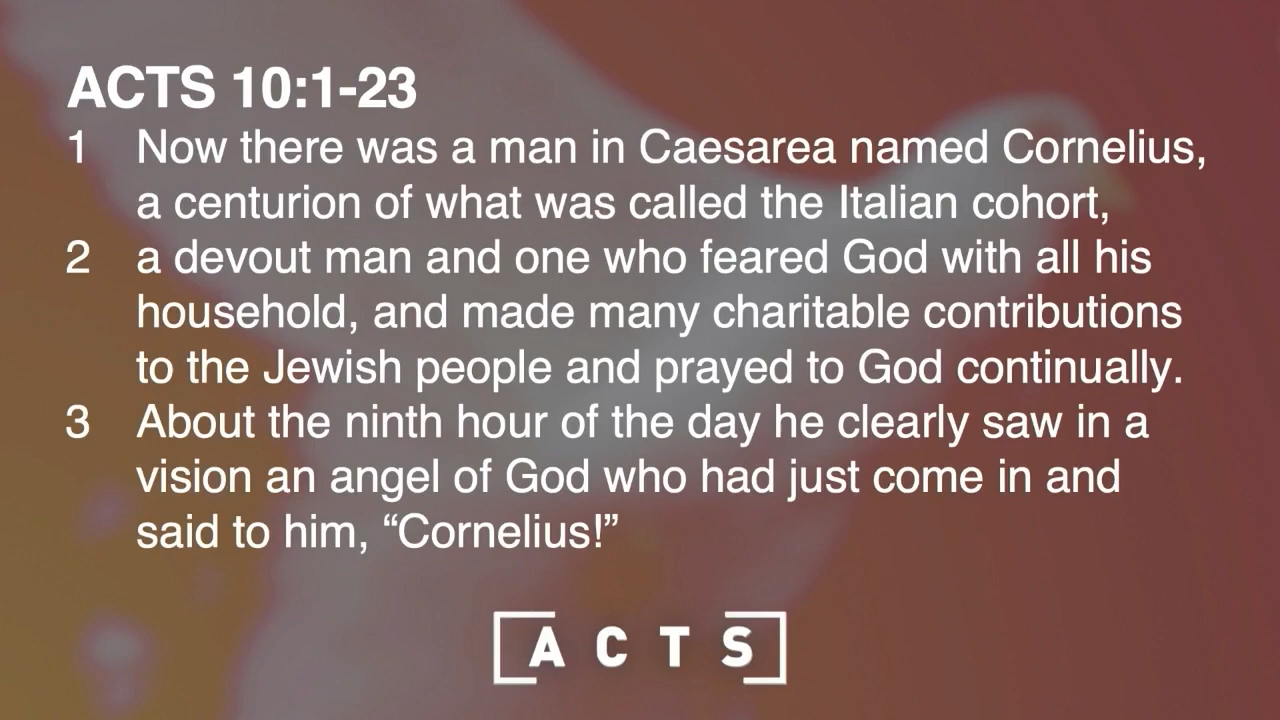 ACTS 10:1-23
1 Now there was a man in Caesarea named Cornelius,
a centurion of what was called the Italian cohort,
2 a devout man and one who feared God with all his
household, and made many charitable contributions
to the Jewish people and prayed to God continually.
3 About the ninth hour of the day he clearly saw in a
vision an angel of God who had just come in and
said to him, “Cornelius!”
[ACTS]